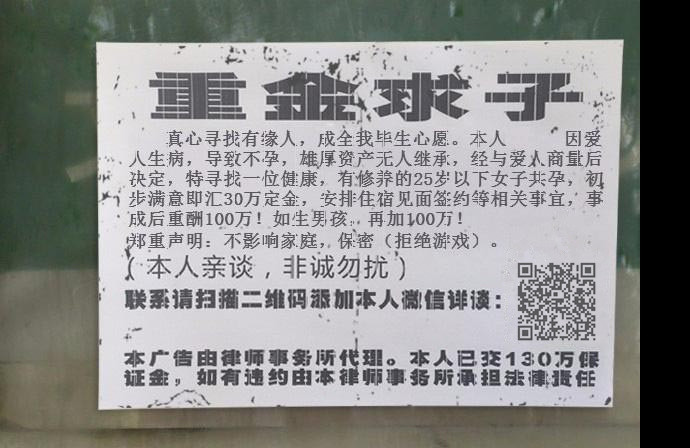 重金求子
真心寻找有缘人，成全我毕生心愿。本人 因爱
人生病，导致不孕，雄厚资产无人继承，经与爱人商量后
决定，特寻找一位健康，有修养的25岁以下女子共孕，初
步满意即汇30万定金，安排住宿见面签约等相关事宜，事
成后重酬100万！如生男孩，再加100万！
郑重声明：不影响家庭，保密（拒绝游戏）。
（本人亲谈，非诚勿扰）
联系请扫描二维码添加本人微信详谈：
本广告由律师事务所代理。本人已交130万保
证金，如有违约由本律师事务所承担法律责任